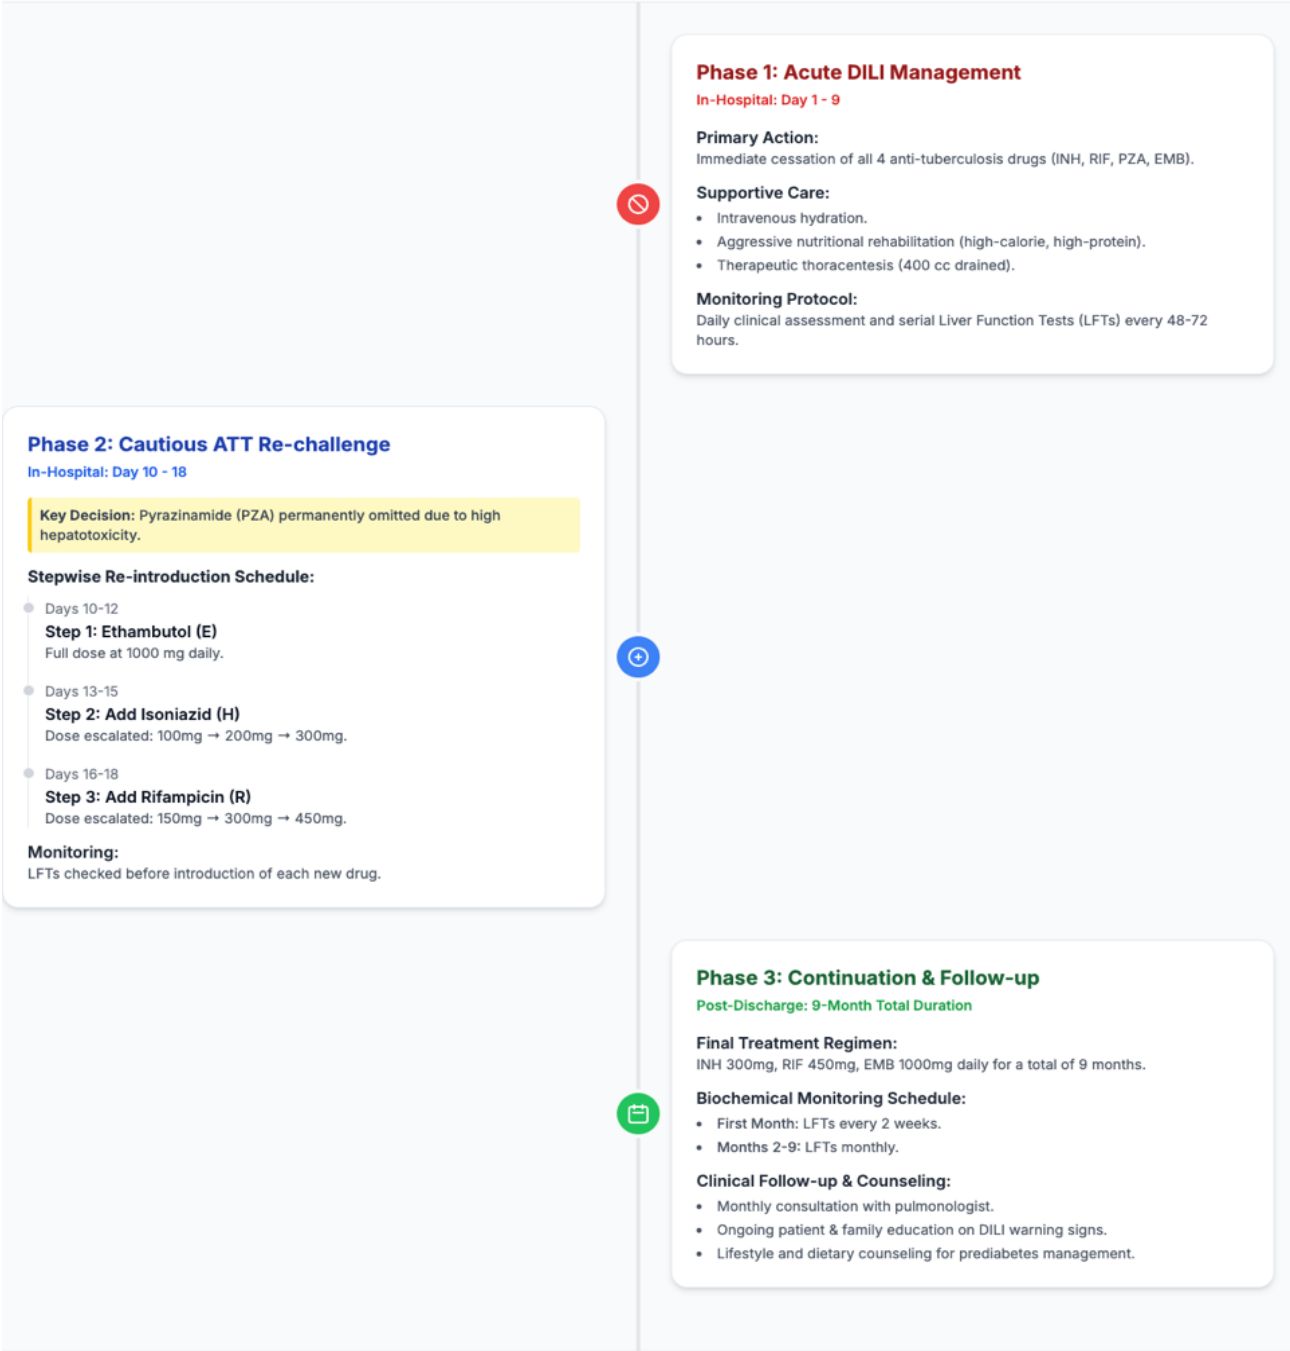 Phase 1: Acute DILI Management
In-Hospital: Day 1 - 9
Primary Action:
Immediate cessation of all 4 anti-tuberculosis drugs (INH, RIF, PZA, EMB).
Supportive Care:
• Intravenous hydration.
• Aggressive nutritional rehabilitation (high-calorie, high-protein).
• Therapeutic thoracentesis (400 cc drained).
Monitoring Protocol:
Daily clinical assessment and serial Liver Function Tests (LFTs) every 48-72
hours.
Phase 2: Cautious ATT Re-challenge
In-Hospital: Day 10 - 18
Key Decision: Pyrazinamide (PZA) permanently omitted due to high
hepatotoxicity.
Stepwise Re-introduction Schedule:
Days 10-12
Step 1: Ethambutol (E)
Full dose at 1000 mg daily.
Days 13-15
Step 2: Add Isoniazid (H)
Dose escalated: 100mg → 200mg → 300mg.
Days 16-18
Step 3: Add Rifampicin (R)
Dose escalated: 150mg → 300mg → 450mg.
Monitoring:
LFTs checked before introduction of each new drug.
Phase 3: Continuation & Follow-up
Post-Discharge: 9-Month Total Duration
Final Treatment Regimen:
INH 300mg, RIF 450mg, EMB 1000mg daily for a total of 9 months.
Biochemical Monitoring Schedule:
• First Month: LFTs every 2 weeks.
• Months 2-9: LFTs monthly.
Clinical Follow-up & Counseling:
• Monthly consultation with pulmonologist.
• Ongoing patient & family education on DILI warning signs.
• Lifestyle and dietary counseling for prediabetes management.